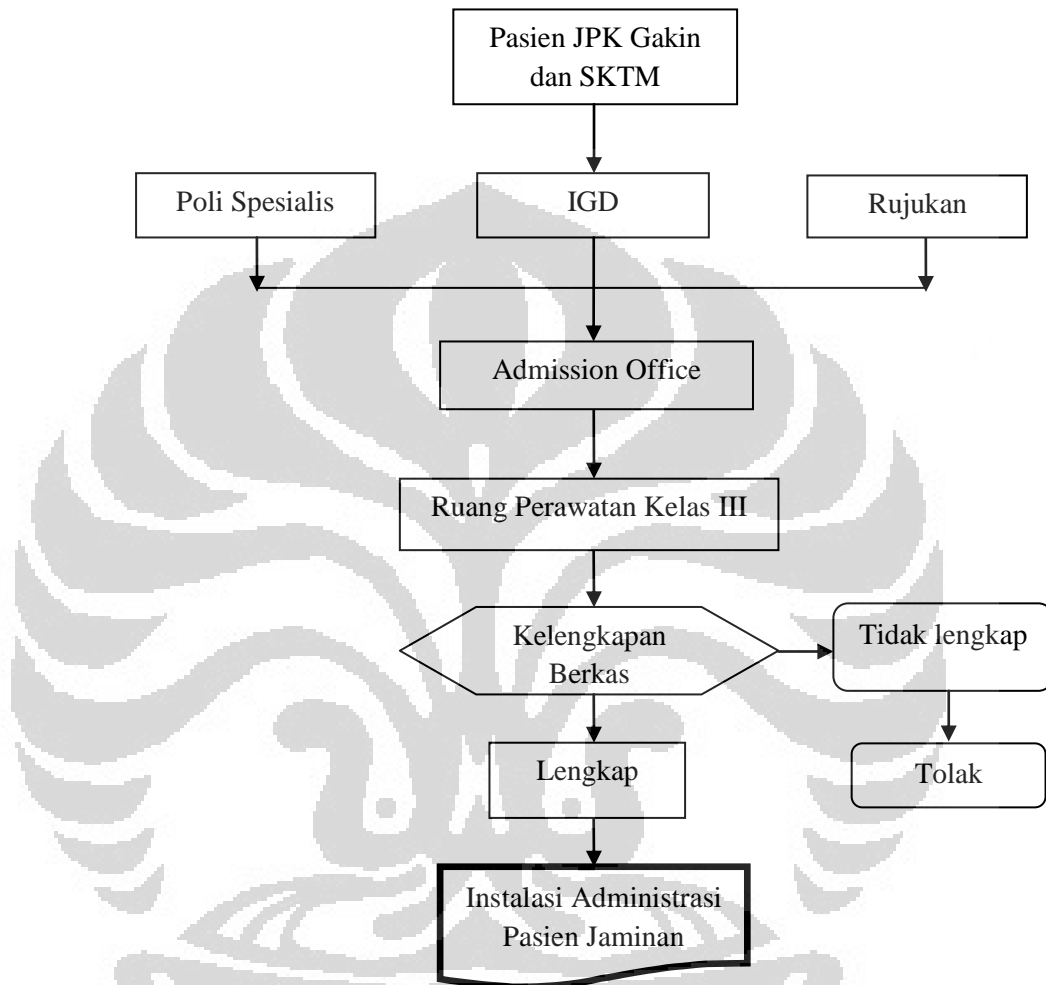 Pasien JPK Gakin
dan SKTM
Poli Spesialis
IGD
Rujukan
Admission Office
Ruang Perawatan Kelas III
Kelengkapan
Berkas
Tidak lengkap
Lengkap
Tolak
Instalasi Administrasi
Pasien Jaminan